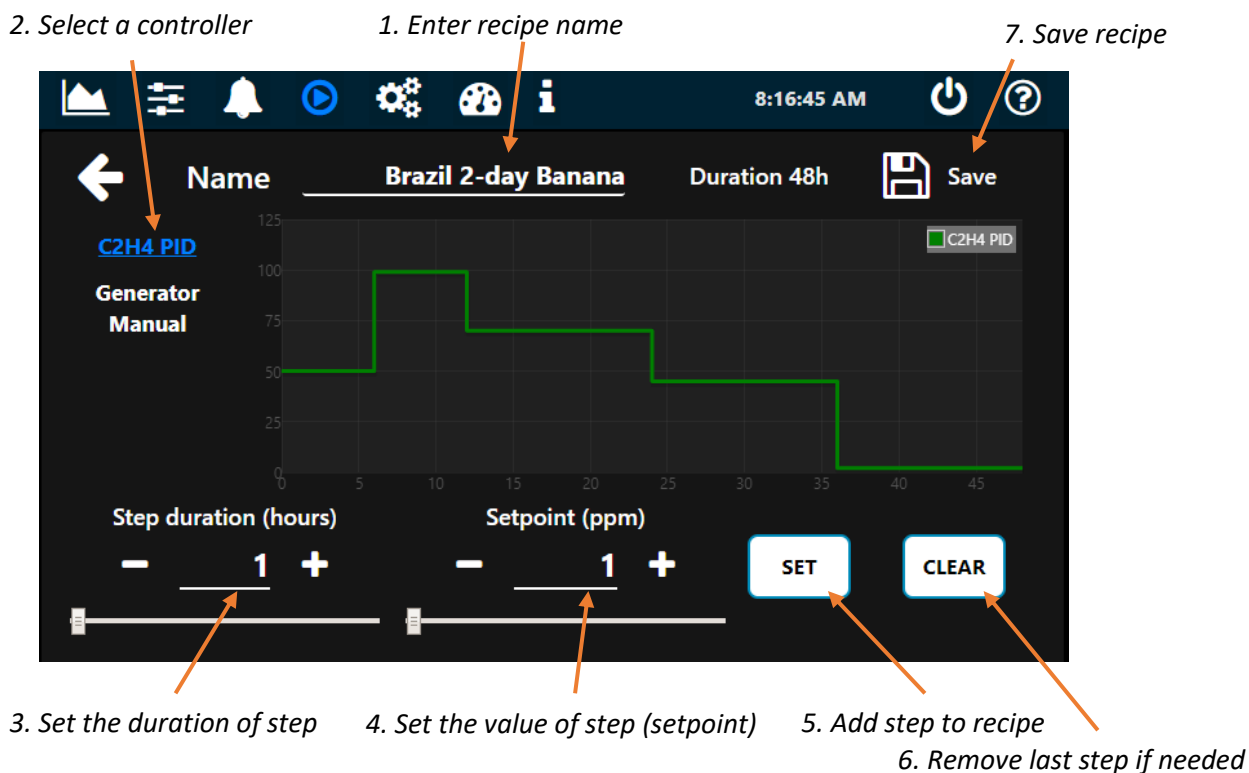 2. Select a controller
1. Enter recipe name
7. Save recipe
8:16:45 AM
Name
Brazil 2-day Banana
Duration 48h
Save
C2H4 PID
Generator
Manual
125
100
75
50
25
0
C2H4 PID
0 5 10 15 20 25 30 35 40 45
Step duration (hours)
Setpoint (ppm)
1
1
SET
CLEAR
3. Set the duration of step
4. Set the value of step (setpoint)
5. Add step to recipe
6. Remove last step if needed